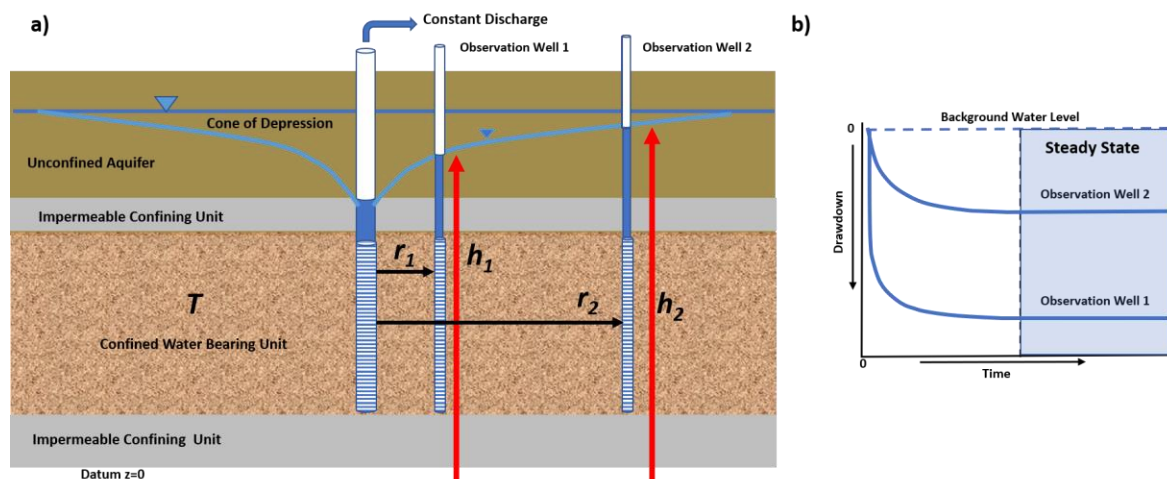 a)
Constant Discharge
Observation Well 1
Observation Well 2
Cone of Depression
Unconfined Aquifer
Impermeable Confining Unit
r1
h1
r2
h2
T
Confined Water Bearing Unit
Impermeable Confining Unit
Datum z=0
b)
Background Water Level
0
Steady State
Observation Well 2
Drawdown
Observation Well 1
0
Time